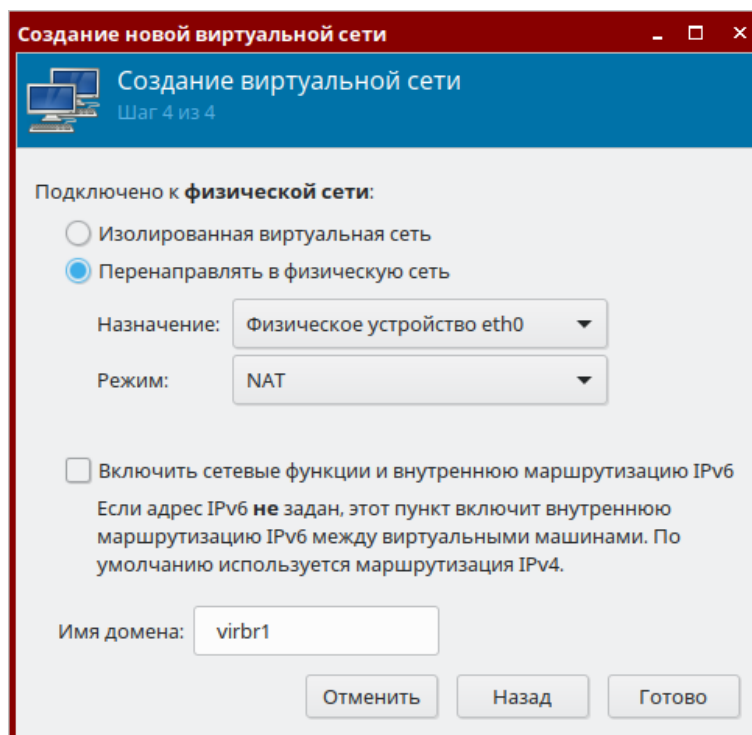 Создание новой виртуальной сети
Создание виртуальной сети
Шаг 4 из 4
Подключено к физической сети:
Изолированная виртуальная сеть
Перенаправлять в физическую сеть
Назначение: Физическое устройство eth0
Режим: NAT
Включить сетевые функции и внутреннюю маршрутизацию IPv6
Если адрес IPv6 не задан, этот пункт включит внутреннюю
маршрутизацию IPv6 между виртуальными машинами. По
умолчанию используется маршрутизация IPv4.
Имя домена: virbr1
Отменить Назад Готово